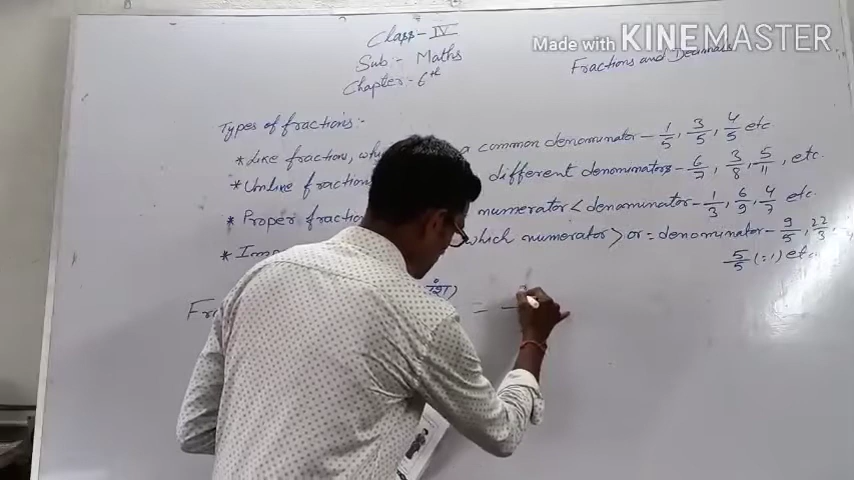 Made with KINEMASTER
Class - IV
Sub - Maths
Chapter - 6th
Fractions and Decimals
Types of fractions :-
* Like fraction, a common denominator - 1/5, 3/5, 4/5 etc
* Unlike fraction different denominators - 6/7, 3/8, 5/11, etc.
* Proper fraction numerator < denominator - 1/3, 6/9, 4/7 etc.
* which numerator > or = denominator - 9/5, 22/3,
5/5 (=1) etc.
= —